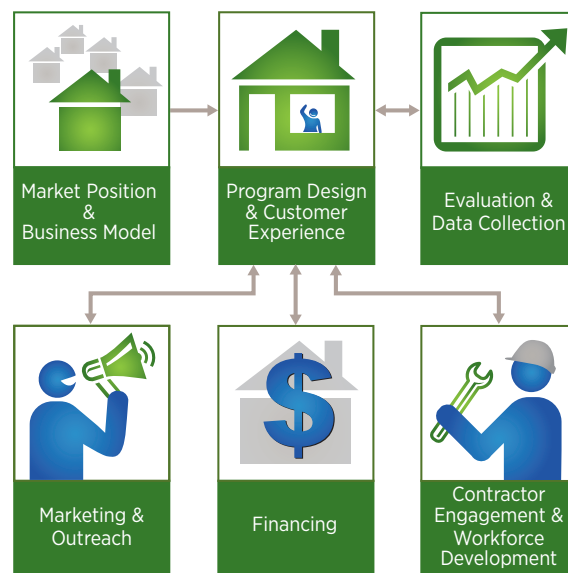 Market Position
&
Business Model
Program Design
& Customer
Experience
Evaluation &
Data Collection
$
Marketing &
Outreach
Financing
Contractor
Engagement &
Workforce
Development